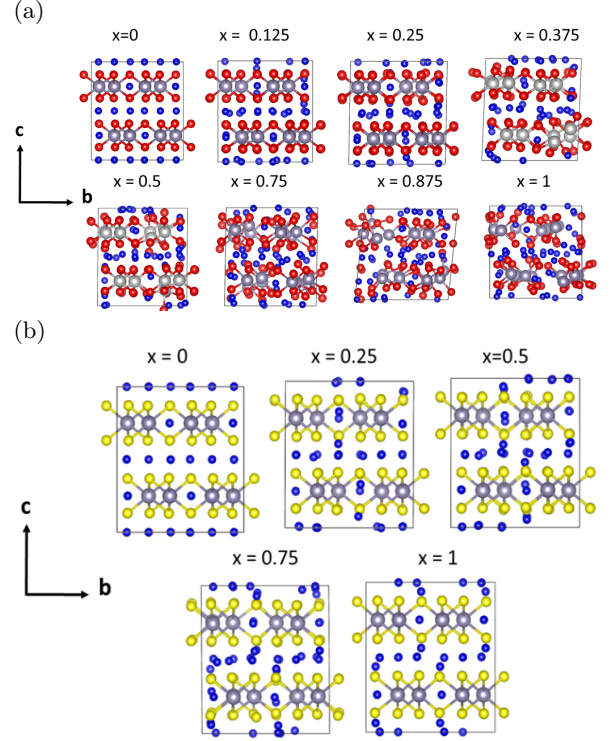 (a)
x=0 x = 0.125 x = 0.25 x = 0.375
c
b
x = 0.5 x = 0.75 x = 0.875 x = 1
(b)
x = 0 x = 0.25 x=0.5
c
b
x = 0.75 x = 1